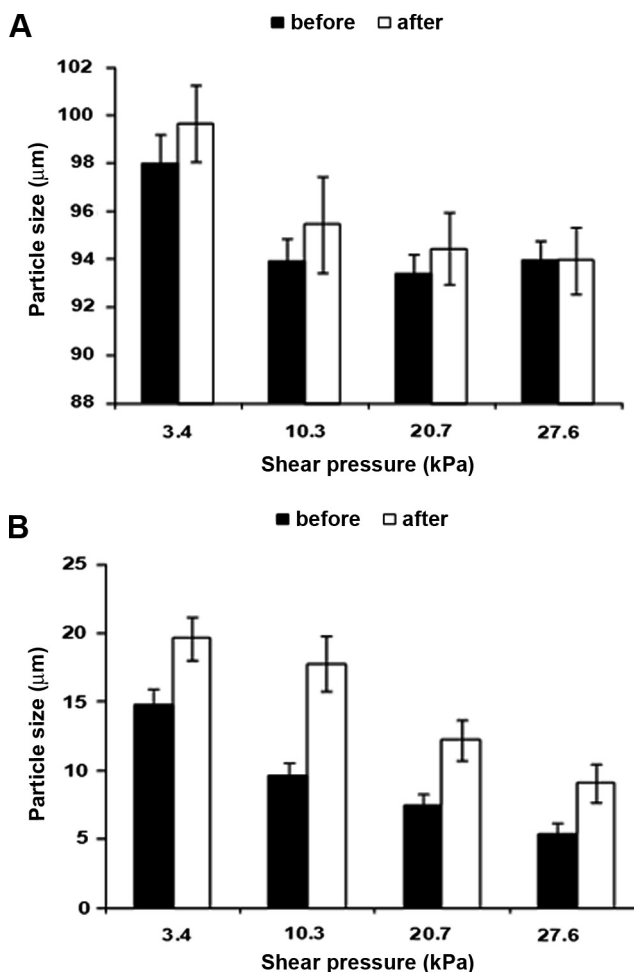 A
before after
102
100
98
96
94
92
90
88
Particle size (μm)
3.4 10.3 20.7 27.6
Shear pressure (kPa)
B
before after
25
20
15
10
5
0
Particle size (μm)
3.4 10.3 20.7 27.6
Shear pressure (kPa)